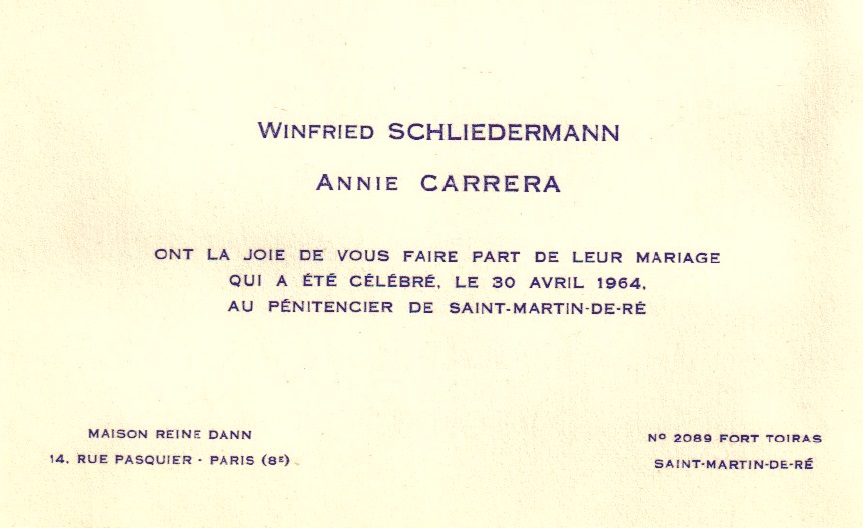 WINFRIED SCHLIEDERMANN
ANNIE CARRERA
ONT LA JOIE DE VOUS FAIRE PART DE LEUR MARIAGE
QUI A ÉTÉ CÉLÉBRÉ, LE 30 AVRIL 1964,
AU PÉNITENCIER DE SAINT-MARTIN-DE-RÉ
MAISON REINE DANN
14, RUE PASQUIER - PARIS (8E)
Nº 2089 FORT TOIRAS
SAINT-MARTIN-DE-RÉ